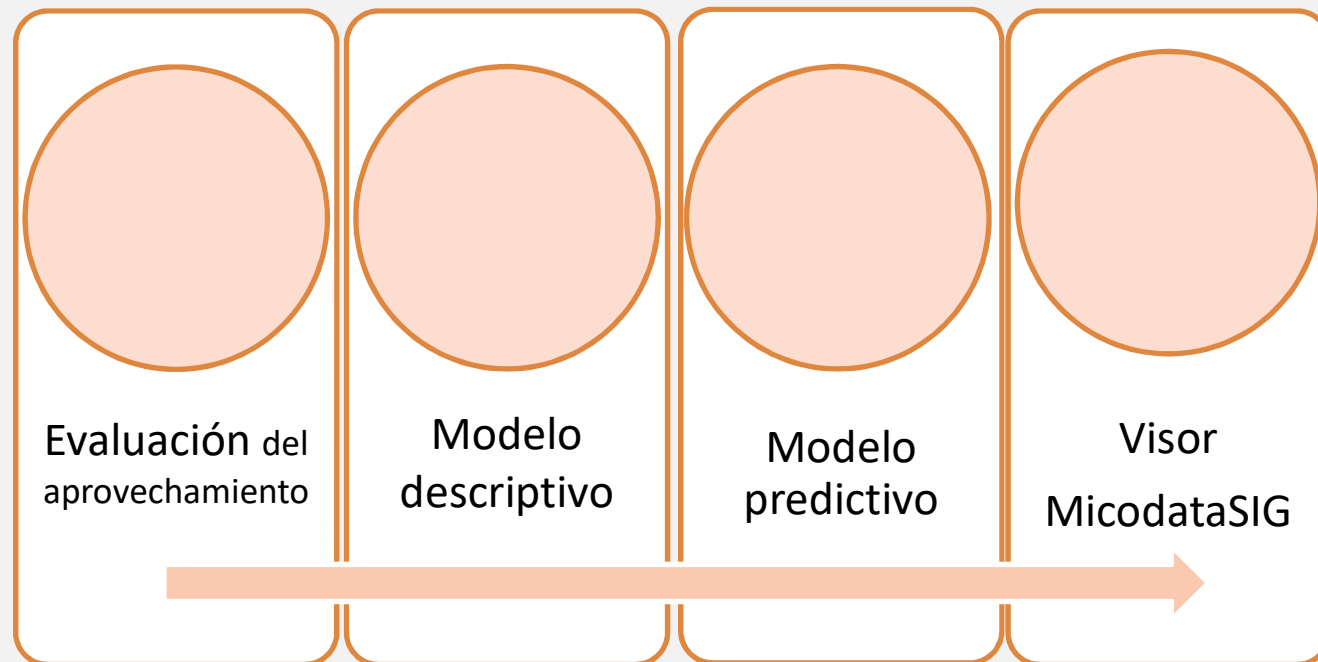 Evaluación del
aprovechamiento
Modelo
descriptivo
Modelo
predictivo
Visor
MicodataSIG